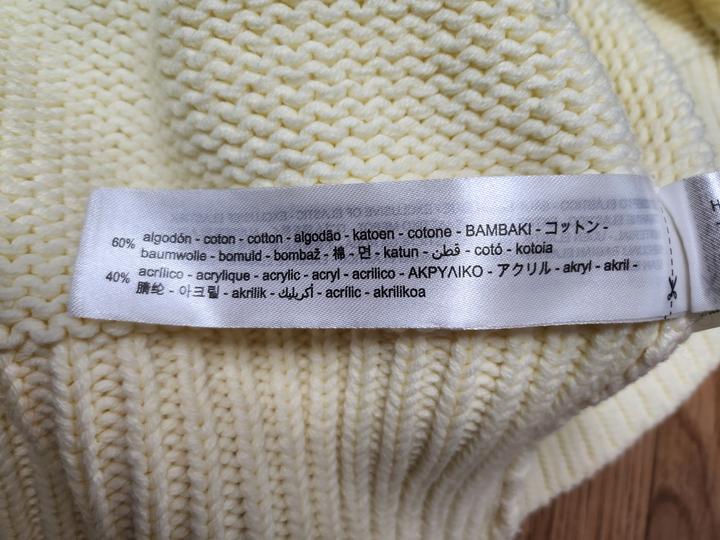 60% algodón - coton - cotton - algodão - katoen - cotone - ΒΑΜΒΑΚΙ - コットン -
baumwolle - bomuld - bombaž - 棉 - 면 - katun - قطن - cotó - kotoia
40% acrílico - acrylique - acrylic - acryl - acrilico - ΑΚΡΥΛΙΚΟ - アクリル - akryl - akril -
腈纶 - 아크릴 - akrilik - أكريليك - acrílic - akrilikoa